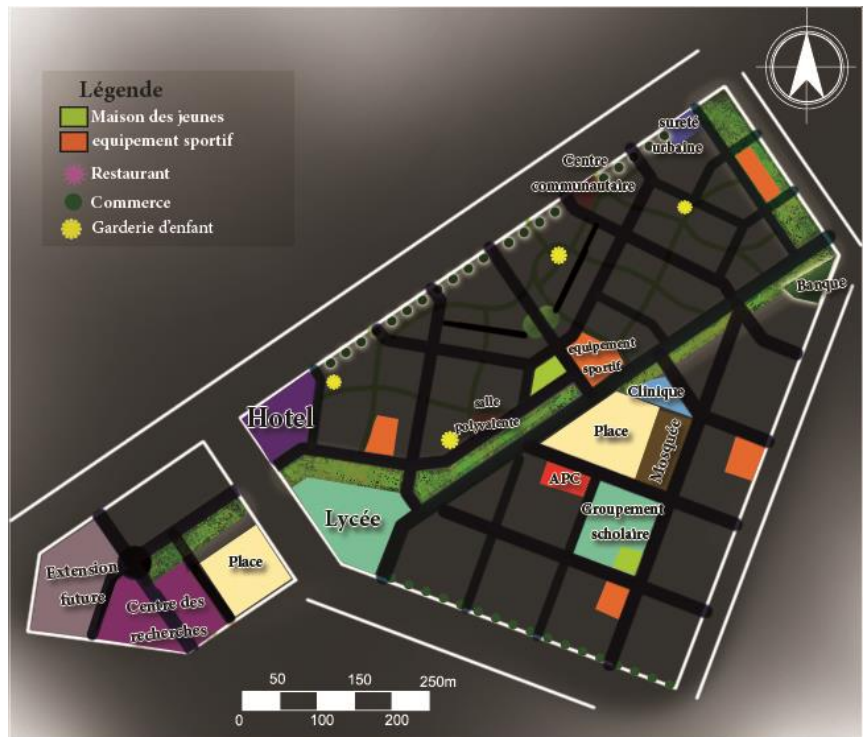 Légende
Maison des jeunes
equipement sportif
Restaurant
Commerce
Garderie d'enfant
sureté
urbaine
Centre
communautaire
Banque
equipement
sportif
Clinique
Hotel
salle
polyvalente
Place
Mosquée
APC
Lycée
Groupement
scholaire
Extension
future
Place
Centre des
recherches
50 150 250m
0 100 200